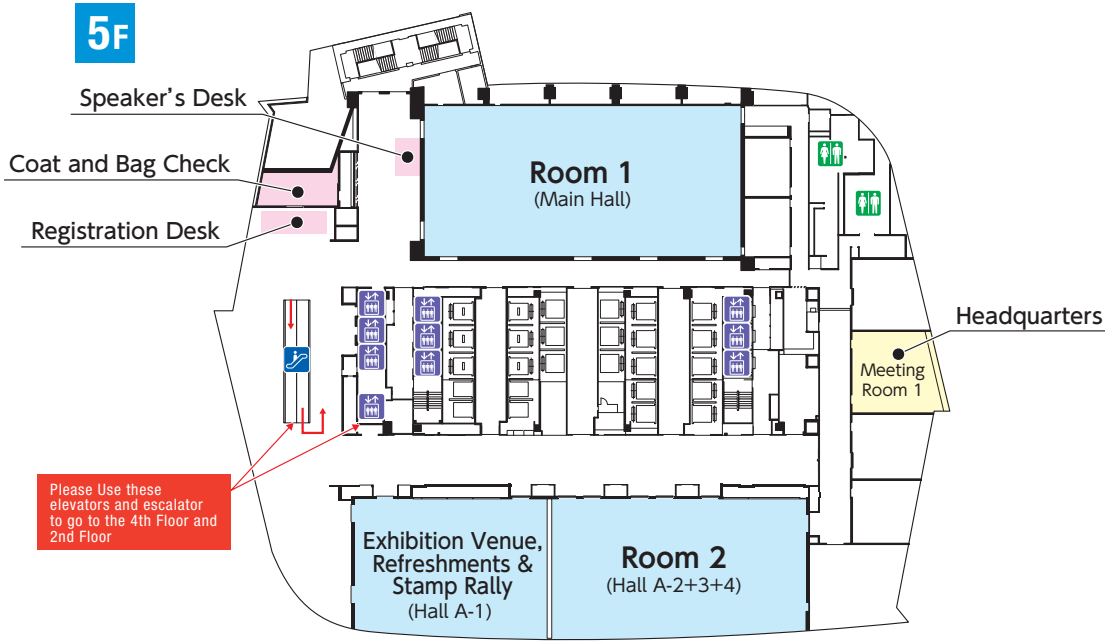 5F
Speaker's Desk
Coat and Bag Check
Registration Desk
Room 1
(Main Hall)
Headquarters
Meeting
Room 1
Please Use these
elevators and escalator
to go to the 4th Floor and
2nd Floor
Exhibition Venue,
Refreshments &
Stamp Rally
(Hall A-1)
Room 2
(Hall A-2+3+4)